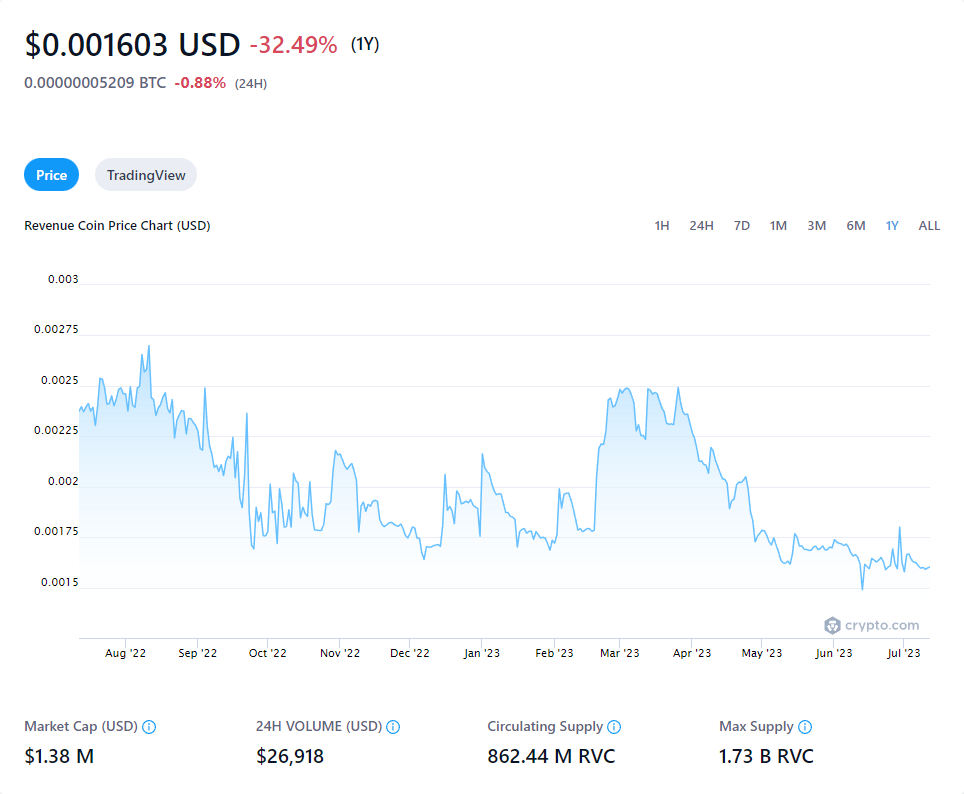 $0.001603 USD -32.49% (1Y)
0.00000005209 BTC -0.88% (24H)
Price TradingView
Revenue Coin Price Chart (USD) 1H 24H 7D 1M 3M 6M 1Y ALL
0.003
0.00275
0.0025
0.00225
0.002
0.00175
0.0015
crypto.com
Aug '22 Sep '22 Oct '22 Nov '22 Dec '22 Jan '23 Feb '23 Mar '23 Apr '23 May '23 Jun '23 Jul '23
Market Cap (USD) 24H VOLUME (USD) Circulating Supply Max Supply
$1.38 M $26,918 862.44 M RVC 1.73 B RVC